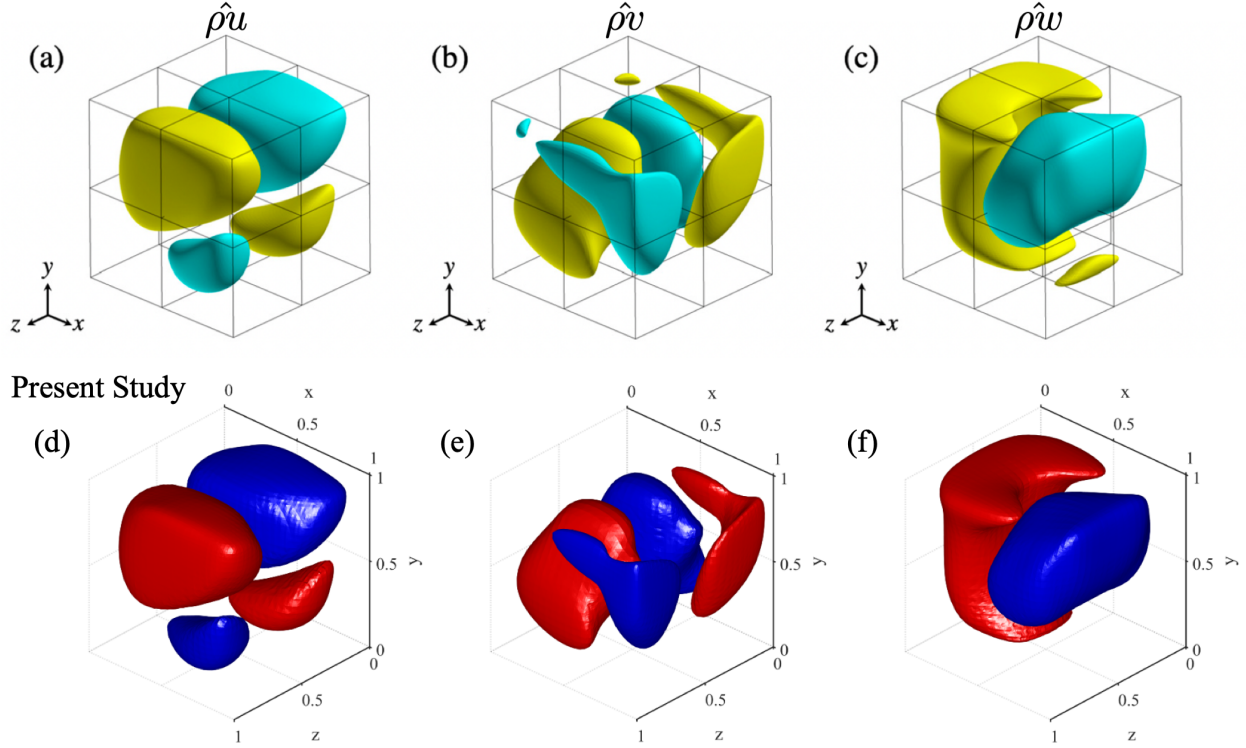 ρ̂u ρ̂v ρ̂w
(a) (b) (c)
y y y
z x z x z x
Present Study
0 x 0 x 0 x
(d) 0.5 (e) 0.5 (f) 0.5
1 1 1
1 1 1
0.5 y 0.5 y 0.5 y
0 0 0
0 0 0
0.5 0.5 0.5
1 z 1 z 1 z